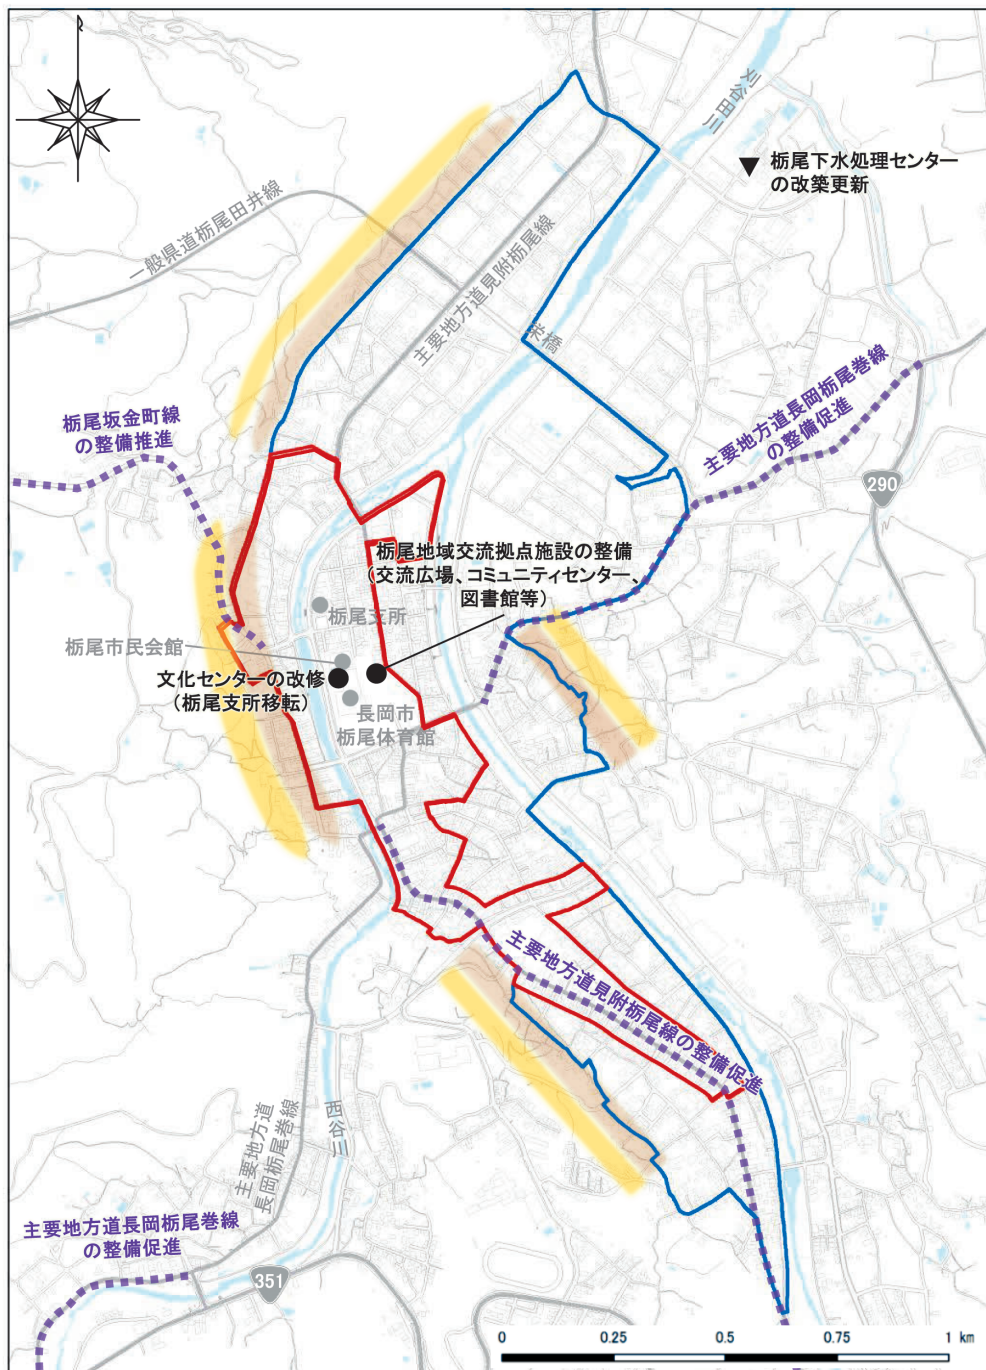 刈谷田川
栃尾下水処理センター
の改築更新
一般県道栃尾田井線
主要地方道見附栃尾線
栄橋
主要地方道長岡栃尾巻線
の整備促進
栃尾坂金町線
の整備推進
290
栃尾地域交流拠点施設の整備
（交流広場、コミュニティセンター、
図書館等）
栃尾支所
栃尾市民会館
文化センターの改修
（栃尾支所移転）
長岡市
栃尾体育館
主要地方道見附栃尾線の整備促進
西谷川
主要地方道
長岡栃尾巻線
主要地方道長岡栃尾巻線
の整備促進
351
0 0.25 0.5 0.75 1 km